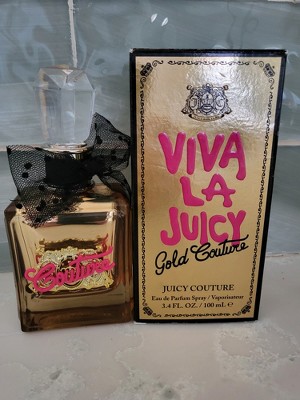 VIVA
LA
JUICY
Gold Couture
JUICY COUTURE
Eau de Parfum Spray / Vaporisateur
3.4 FL. OZ. / 100 mL ℮
Couture